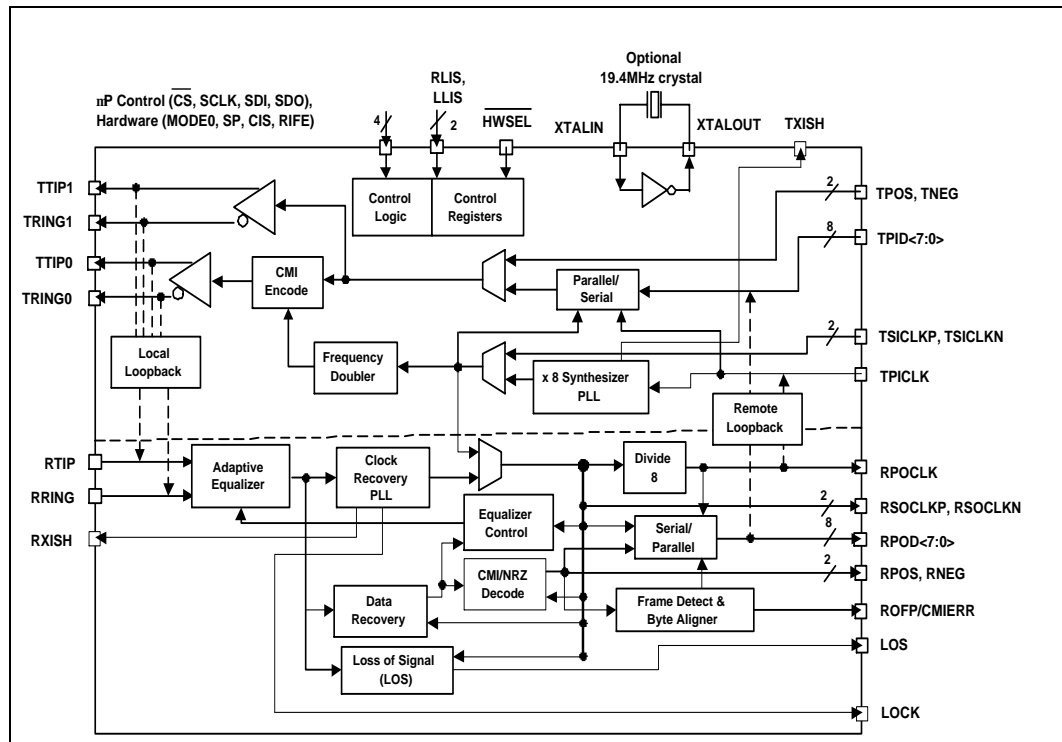 Optional
19.4MHz crystal
RLIS,
LLIS
пP Control (CS, SCLK, SDI, SDO),
Hardware (MODE0, SP, CIS, RIFE)
4
2
HWSEL
XTALIN
XTALOUT
TXISH
TTIP1
TRING1
TTIP0
TRING0
Control
Logic
Control
Registers
2
TPOS, TNEG
8
TPID<7:0>
CMI
Encode
Parallel/
Serial
Local
Loopback
Frequency
Doubler
x 8 Synthesizer
PLL
2
TSICLKP, TSICLKN
TPICLK
Remote
Loopback
RTIP
RRING
RXISH
Adaptive
Equalizer
Clock
Recovery
PLL
Divide
8
RPOCLK
Equalizer
Control
Serial/
Parallel
2
RSOCLKP, RSOCLKN
8
RPOD<7:0>
2
RPOS, RNEG
CMI/NRZ
Decode
Data
Recovery
Frame Detect &
Byte Aligner
ROFP/CMIERR
Loss of Signal
(LOS)
LOS
LOCK